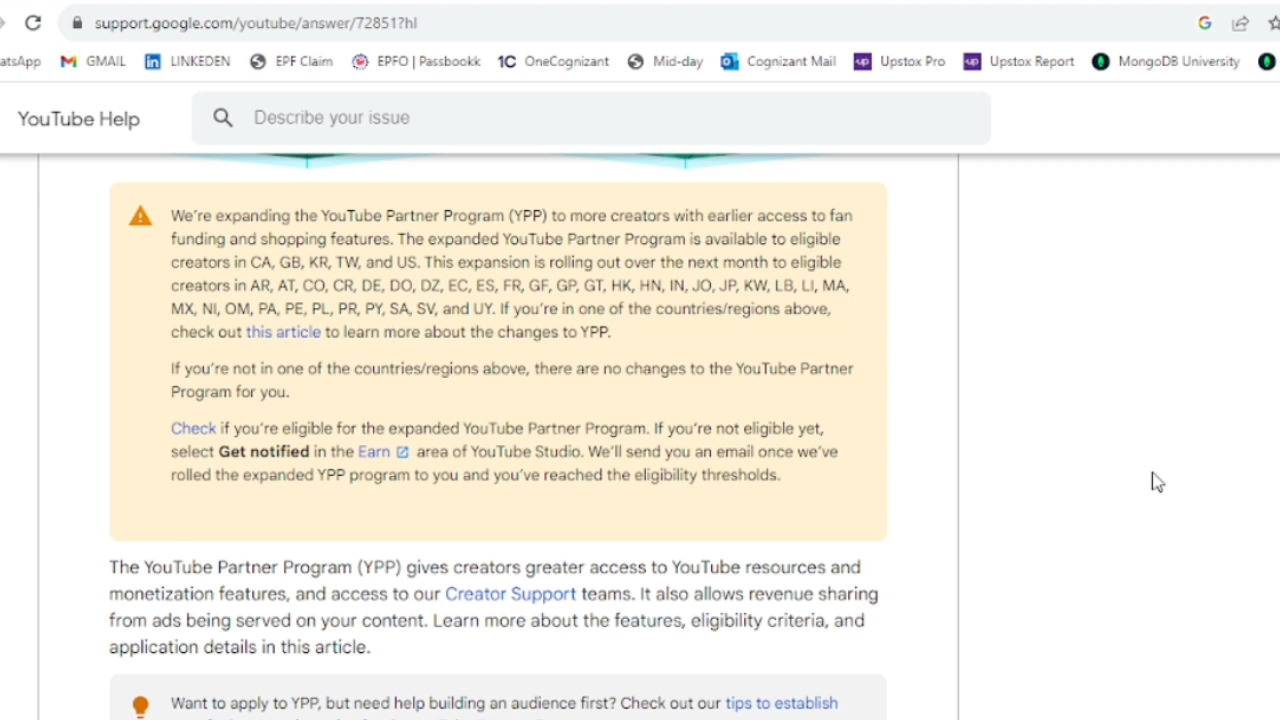 support.google.com/youtube/answer/72851?hl
atsApp GMAIL LINKEDEN EPF Claim EPFO | Passbookk 1C OneCognizant Mid-day Cognizant Mail up Upstox Pro up Upstox Report MongoDB University
YouTube Help Describe your issue
We're expanding the YouTube Partner Program (YPP) to more creators with earlier access to fan
funding and shopping features. The expanded YouTube Partner Program is available to eligible
creators in CA, GB, KR, TW, and US. This expansion is rolling out over the next month to eligible
creators in AR, AT, CO, CR, DE, DO, DZ, EC, ES, FR, GF, GP, GT, HK, HN, IN, JO, JP, KW, LB, LI, MA,
MX, NI, OM, PA, PE, PL, PR, PY, SA, SV, and UY. If you're in one of the countries/regions above,
check out this article to learn more about the changes to YPP.
If you're not in one of the countries/regions above, there are no changes to the YouTube Partner
Program for you.
Check if you're eligible for the expanded YouTube Partner Program. If you're not eligible yet,
select Get notified in the Earn area of YouTube Studio. We'll send you an email once we've
rolled the expanded YPP program to you and you've reached the eligibility thresholds.
The YouTube Partner Program (YPP) gives creators greater access to YouTube resources and
monetization features, and access to our Creator Support teams. It also allows revenue sharing
from ads being served on your content. Learn more about the features, eligibility criteria, and
application details in this article.
Want to apply to YPP, but need help building an audience first? Check out our tips to establish